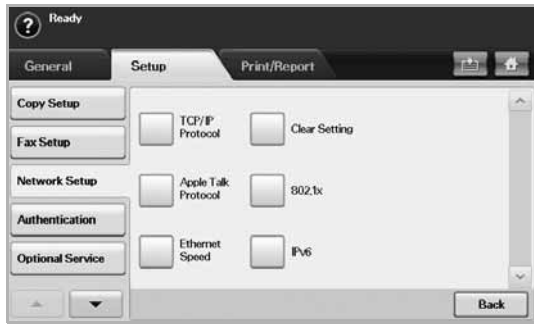 Ready
General
Setup
Print/Report
Copy Setup
Fax Setup
Network Setup
Authentication
Optional Service
TCP/IP
Protocol
Clear Setting
Apple Talk
Protocol
802.1x
Ethernet
Speed
IPv6
Back